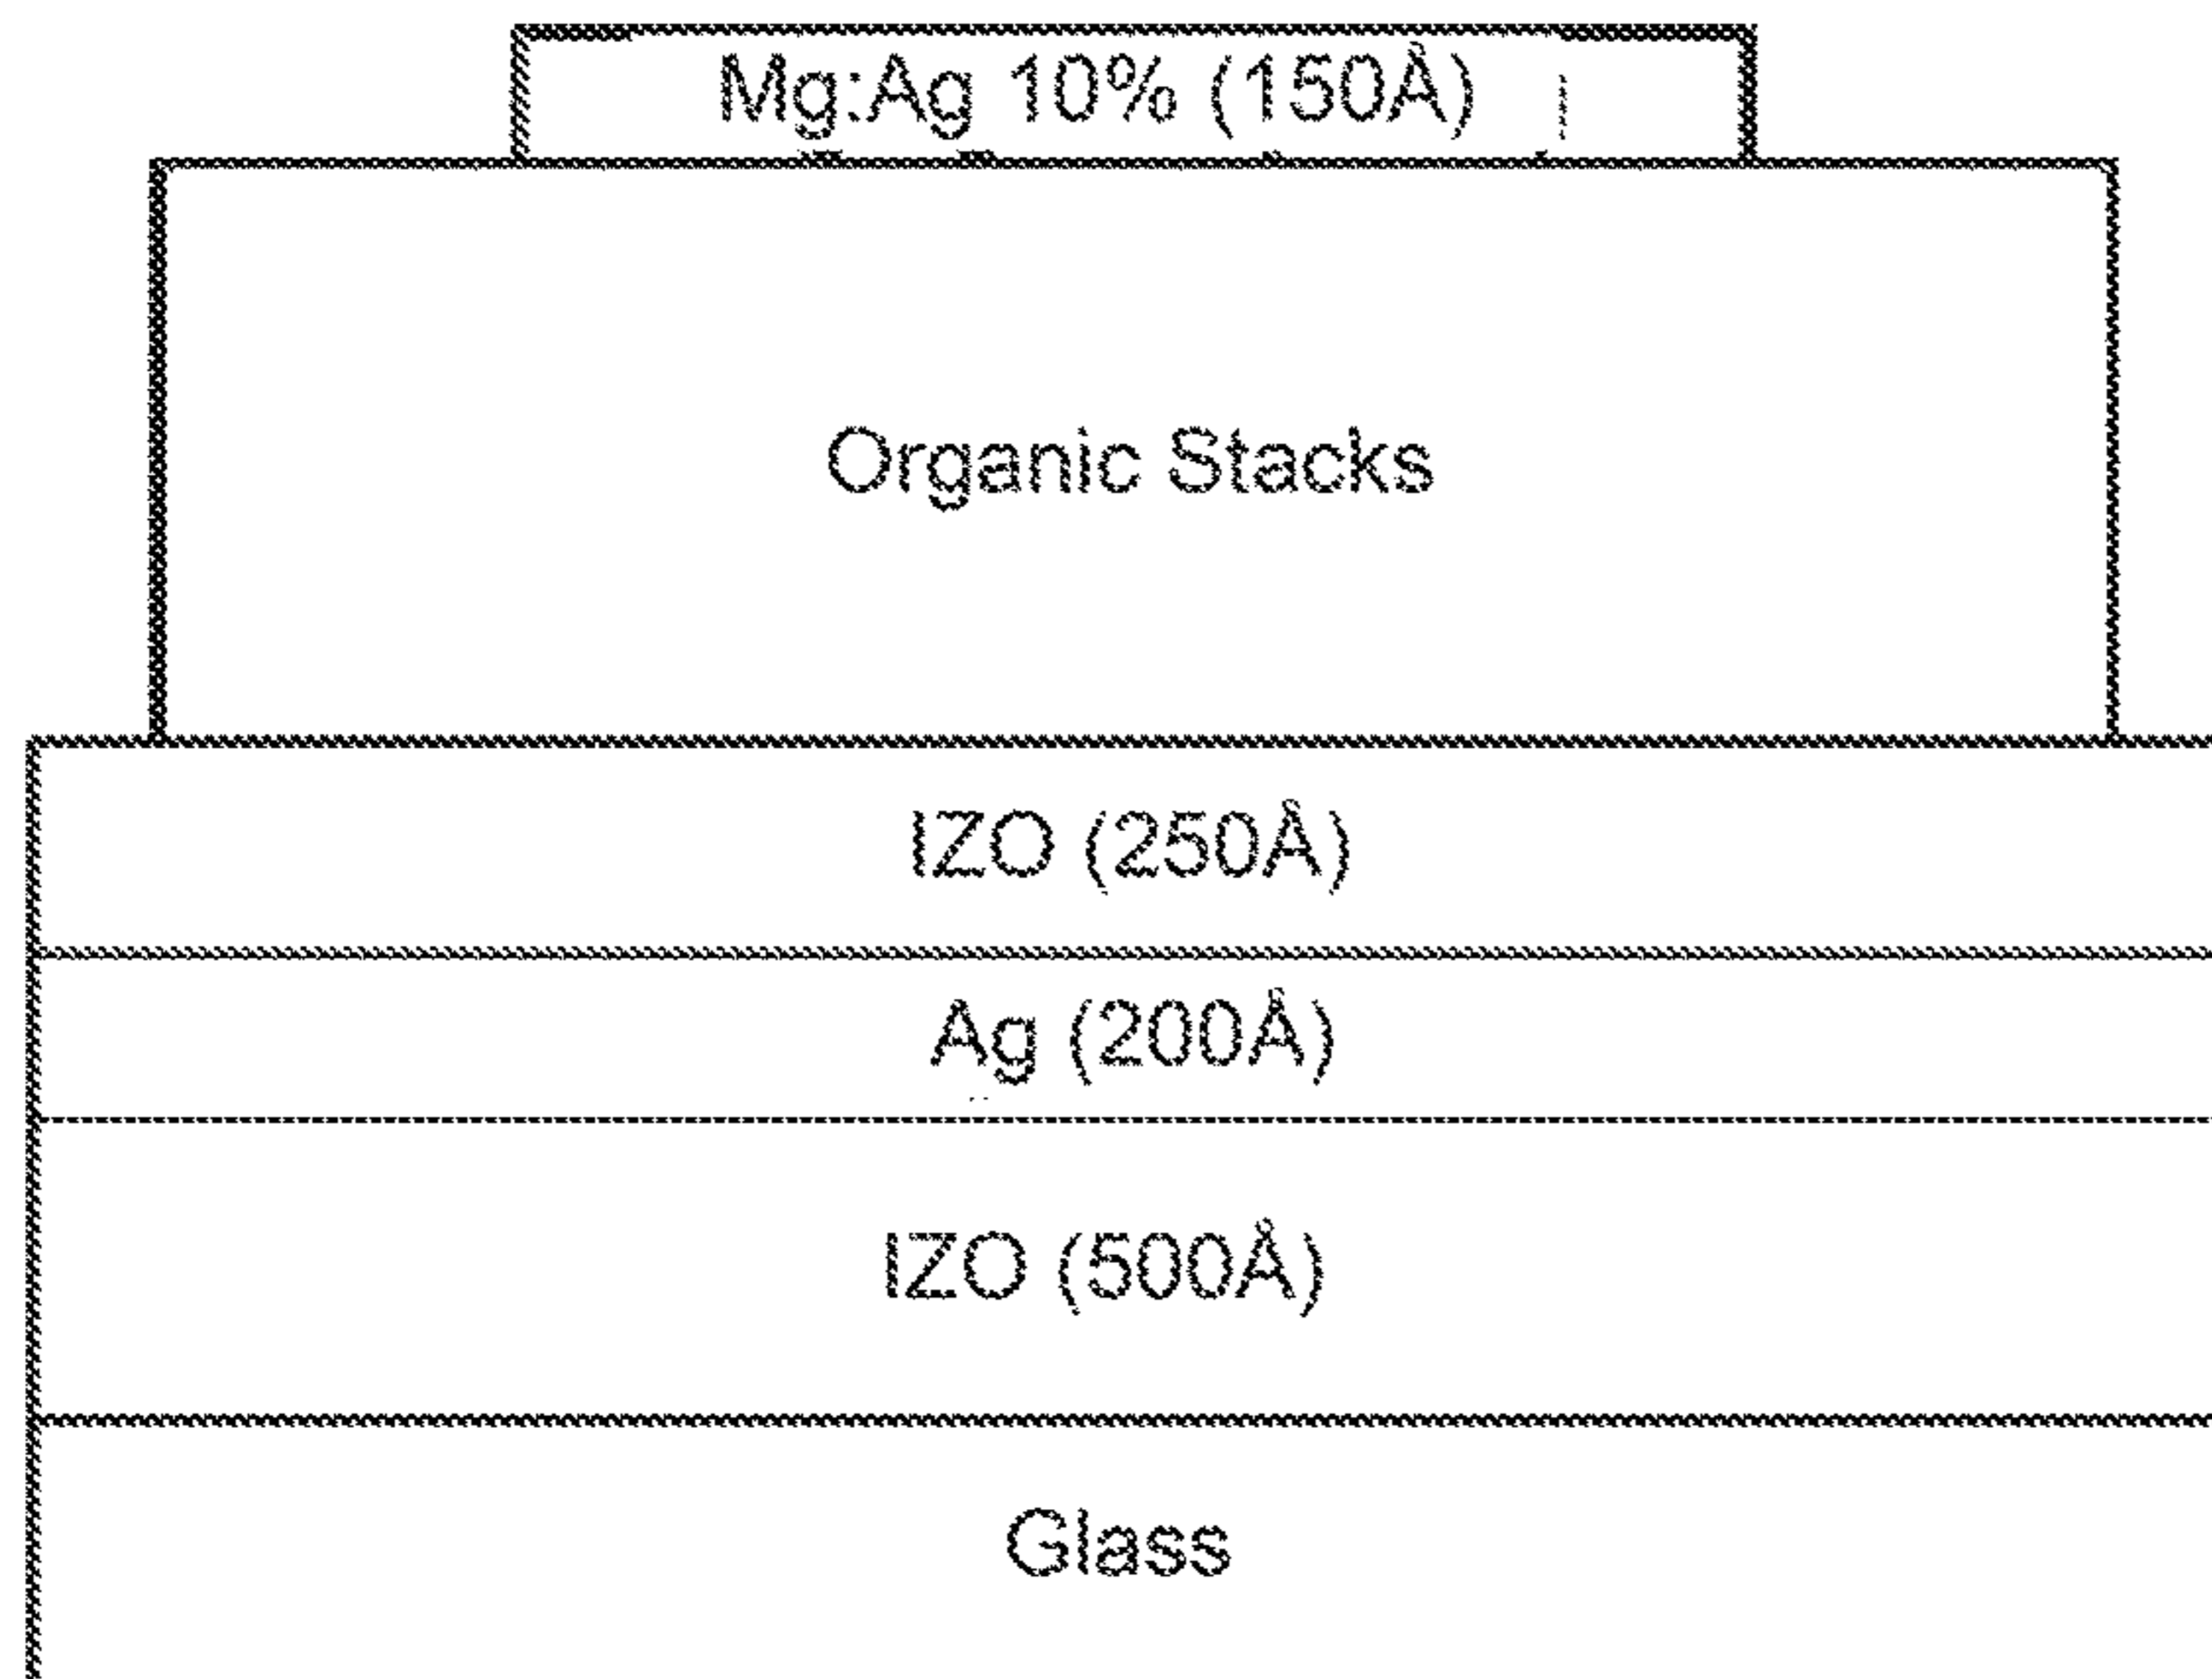 Mg:Ag 10% (150Å)
Organic Stacks
IZO (250Å)
Ag (200Å)
IZO (500Å)
Glass